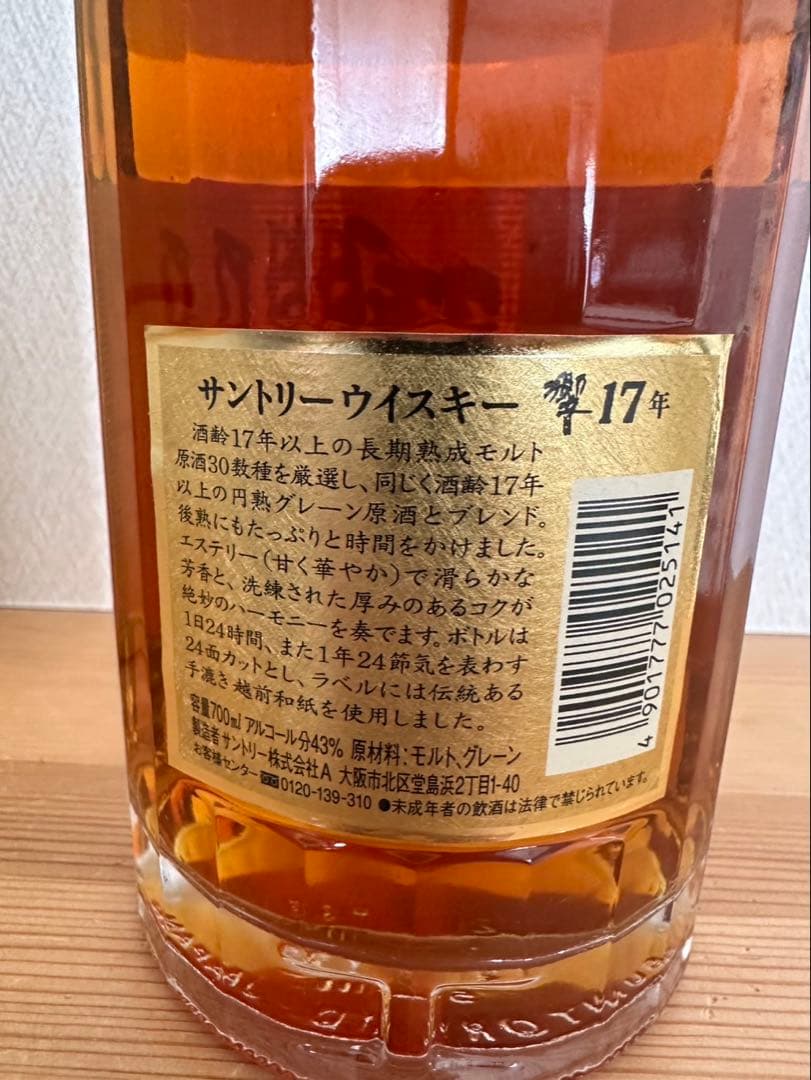 サントリーウイスキー 響 17年
酒齢17年以上の長期熟成モルト
原酒30数種を厳選し、同じく酒齢17年
以上の円熟グレーン原酒とブレンド。
後熟にもたっぷりと時間をかけました。
エステリー(甘く華やか)で滑らかな
芳香と、洗練された厚みのあるコクが
絶妙のハーモニーを奏でます。ボトルは
1日24時間、また1年24節気を表わす
24面カットとし、ラベルには伝統ある
手漉き越前和紙を使用しました。
容量700ml アルコール分43% 原材料:モルト、グレーン
製造者 サントリー株式会社A 大阪市北区堂島浜2丁目1-40
お客様センター 0120-139-310 ●未成年者の飲酒は法律で禁じられています。
4 901777 025141